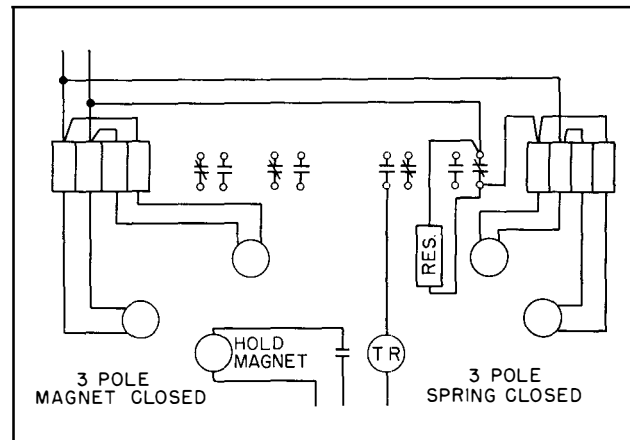 RES.
HOLD
MAGNET
TR
3 POLE
MAGNET CLOSED
3 POLE
SPRING CLOSED